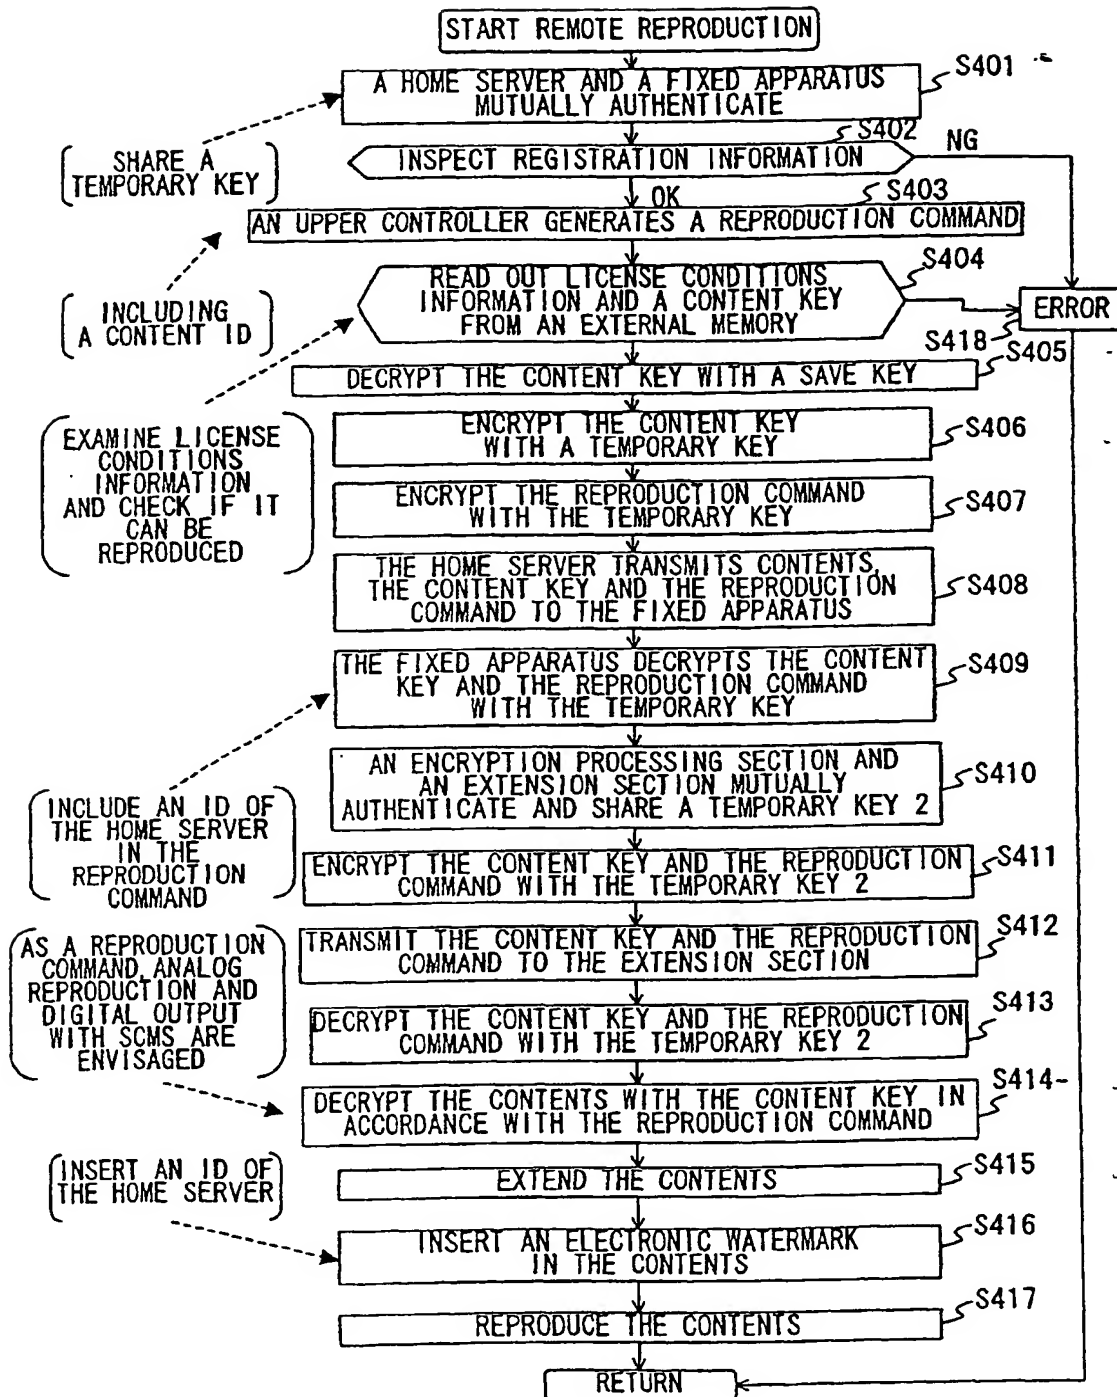 START REMOTE REPRODUCTION
A HOME SERVER AND A FIXED APPARATUS
MUTUALLY AUTHENTICATE
S401
SHARE A
TEMPORARY KEY
INSPECT REGISTRATION INFORMATION
S402
NG
OK
S403
AN UPPER CONTROLLER GENERATES A REPRODUCTION COMMAND
INCLUDING
A CONTENT ID
READ OUT LICENSE CONDITIONS
INFORMATION AND A CONTENT KEY
FROM AN EXTERNAL MEMORY
S404
ERROR
S418
S405
DECRYPT THE CONTENT KEY WITH A SAVE KEY
EXAMINE LICENSE
CONDITIONS
INFORMATION
AND CHECK IF IT
CAN BE
REPRODUCED
ENCRYPT THE CONTENT KEY
WITH A TEMPORARY KEY
S406
ENCRYPT THE REPRODUCTION COMMAND
WITH THE TEMPORARY KEY
S407
THE HOME SERVER TRANSMITS CONTENTS,
THE CONTENT KEY AND THE REPRODUCTION
COMMAND TO THE FIXED APPARATUS
S408
THE FIXED APPARATUS DECRYPTS THE CONTENT
KEY AND THE REPRODUCTION COMMAND
WITH THE TEMPORARY KEY
S409
INCLUDE AN ID OF
THE HOME SERVER
IN THE
REPRODUCTION
COMMAND
AN ENCRYPTION PROCESSING SECTION AND
AN EXTENSION SECTION MUTUALLY
AUTHENTICATE AND SHARE A TEMPORARY KEY 2
S410
ENCRYPT THE CONTENT KEY AND THE REPRODUCTION
COMMAND WITH THE TEMPORARY KEY 2
S411
AS A REPRODUCTION
COMMAND, ANALOG
REPRODUCTION AND
DIGITAL OUTPUT
WITH SCMS ARE
ENVISAGED
TRANSMIT THE CONTENT KEY AND THE REPRODUCTION
COMMAND TO THE EXTENSION SECTION
S412
DECRYPT THE CONTENT KEY AND THE REPRODUCTION
COMMAND WITH THE TEMPORARY KEY 2
S413
DECRYPT THE CONTENTS WITH THE CONTENT KEY IN
ACCORDANCE WITH THE REPRODUCTION COMMAND
S414
INSERT AN ID OF
THE HOME SERVER
EXTEND THE CONTENTS
S415
INSERT AN ELECTRONIC WATERMARK
IN THE CONTENTS
S416
REPRODUCE THE CONTENTS
S417
RETURN